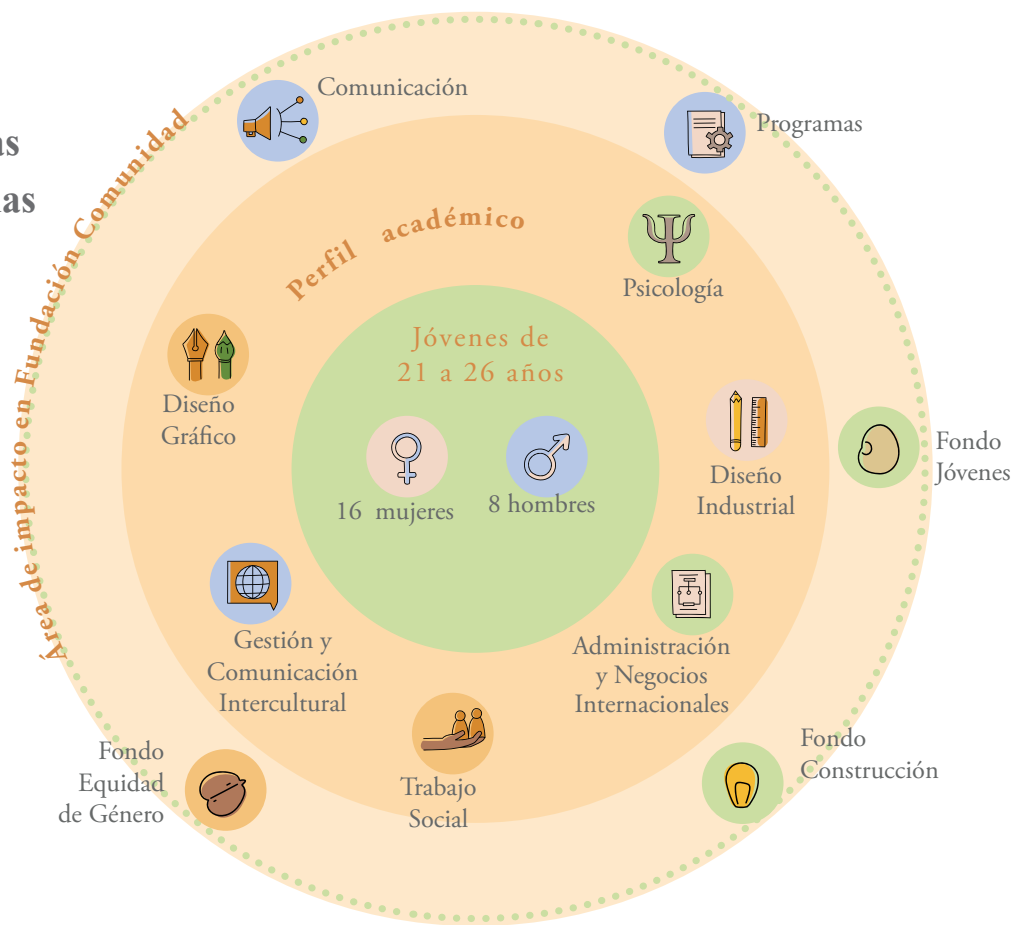 Área de impacto en Fundación Comunidad
Comunicación
Programas
Perfil académico
Psicología
Jóvenes de
21 a 26 años
16 mujeres
8 hombres
Diseño
Gráfico
Diseño
Industrial
Fondo
Jóvenes
Gestión y
Comunicación
Intercultural
Administración
y Negocios
Internacionales
Trabajo
Social
Fondo
Equidad
de Género
Fondo
Construcción